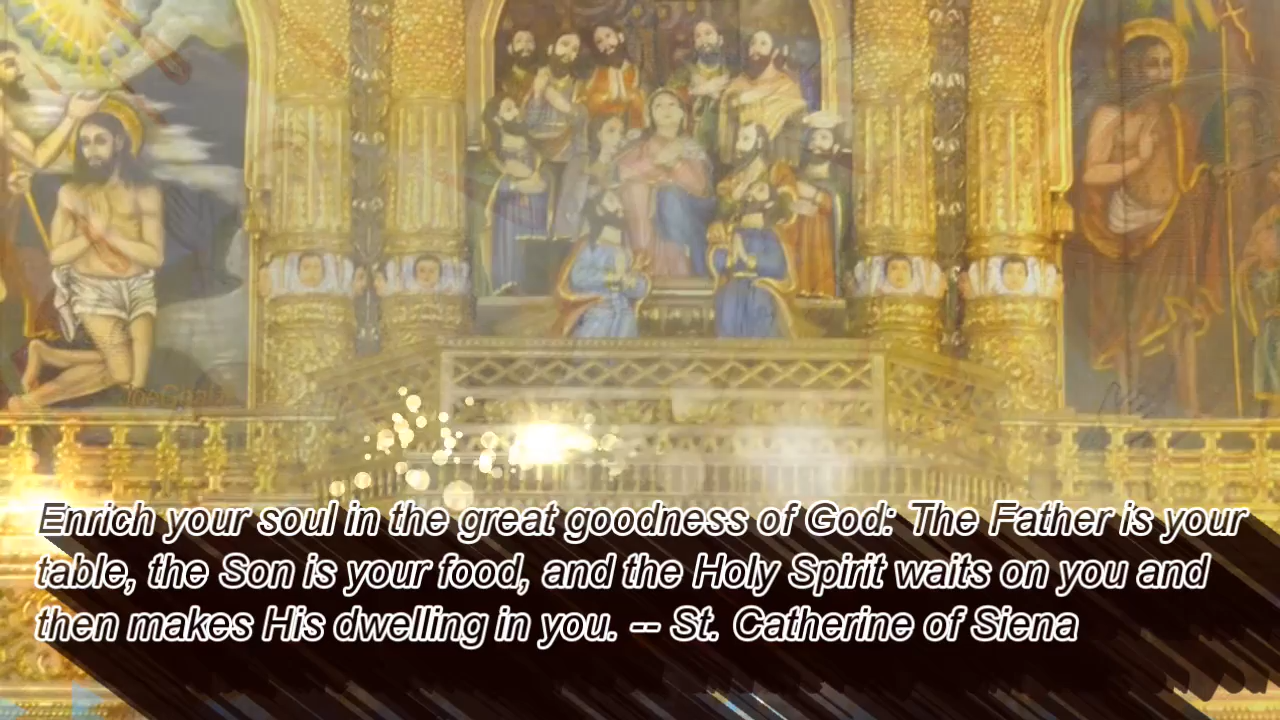 Enrich your soul in the great goodness of God: The Father is your
table, the Son is your food, and the Holy Spirit waits on you and
then makes His dwelling in you. -- St. Catherine of Siena